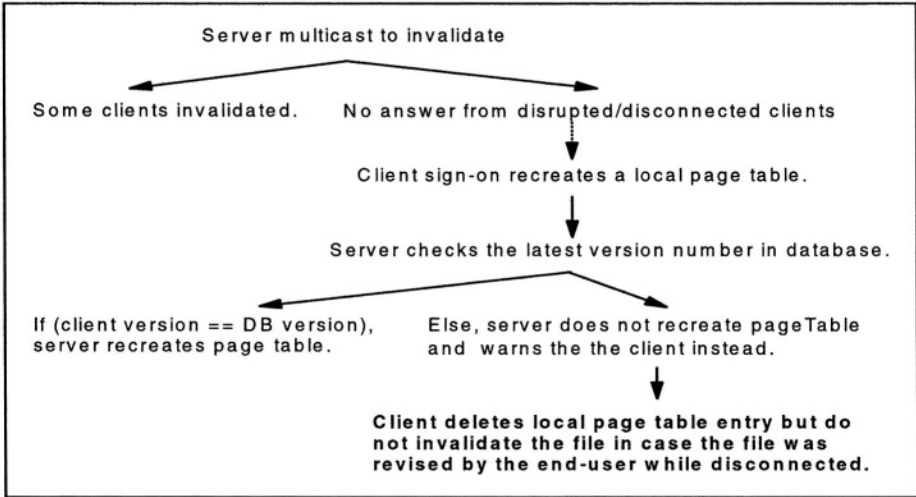 Server multicast to invalidate
Some clients invalidated.
No answer from disrupted/disconnected clients
Client sign-on recreates a local page table.
Server checks the latest version number in database.
If (client version == DB version),
server recreates page table.
Else, server does not recreate pageTable
and warns the the client instead.
Client deletes local page table entry but do
not invalidate the file in case the file was
revised by the end-user while disconnected.